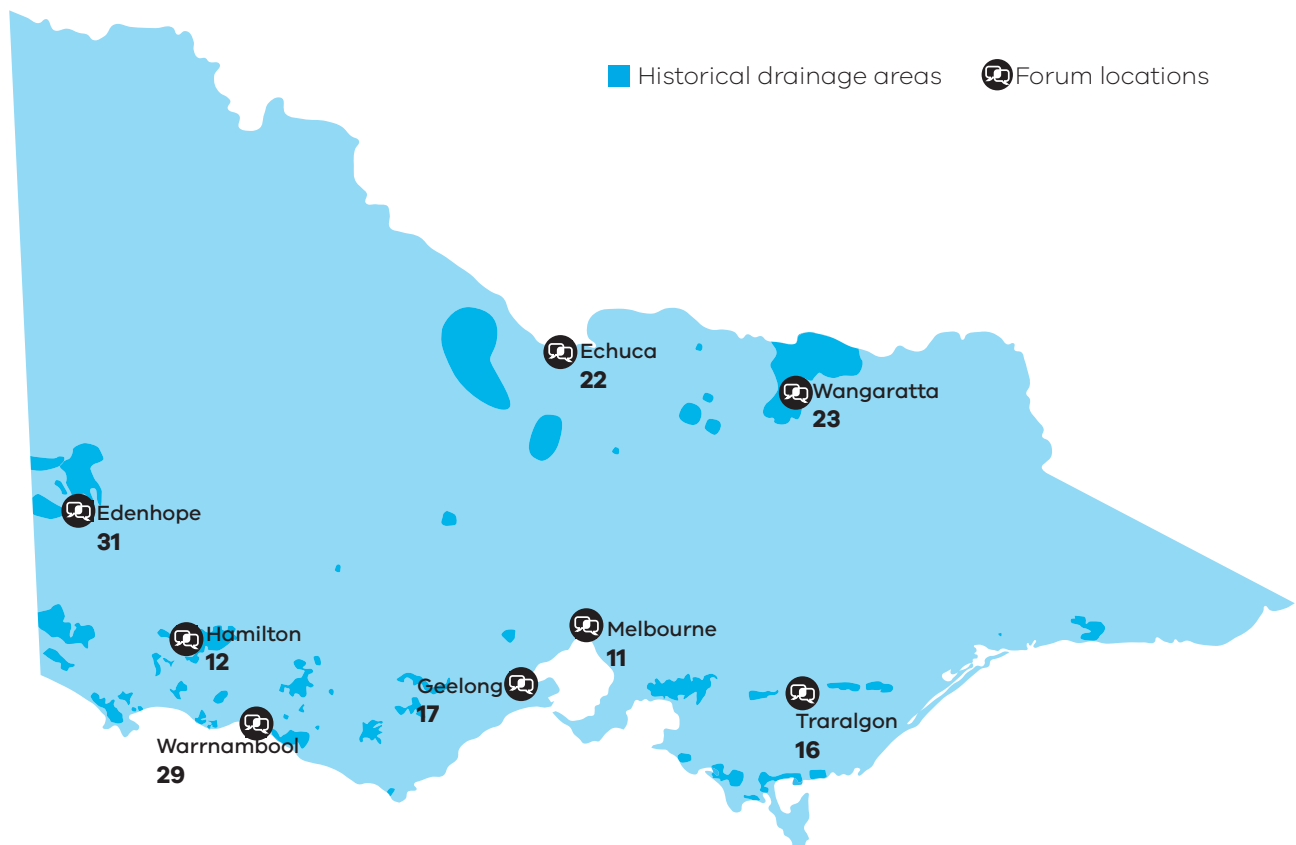 Historical drainage areas
Forum locations
Echuca
22
Wangaratta
23
Edenhope
31
Hamilton
12
Melbourne
11
Geelong
17
Traralgon
16
Warrnambool
29